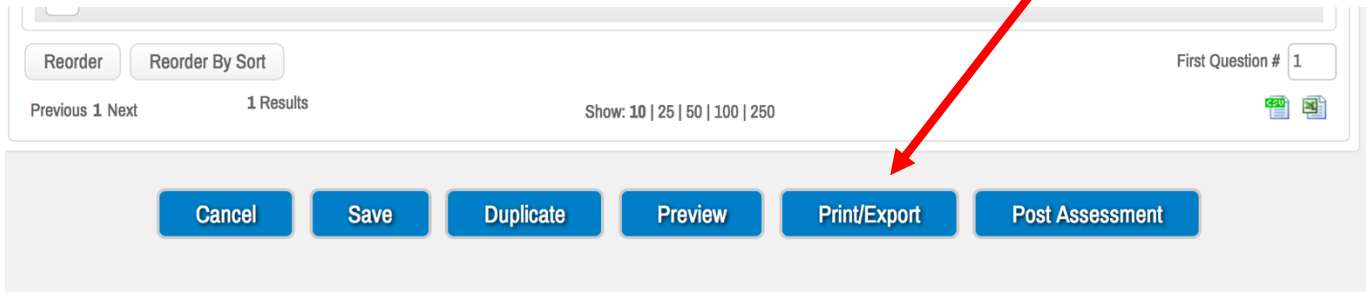 Reorder Reorder By Sort First Question # 1
Previous 1 Next 1 Results Show: 10 | 25 | 50 | 100 | 250 CSV
Cancel Save Duplicate Preview Print/Export Post Assessment